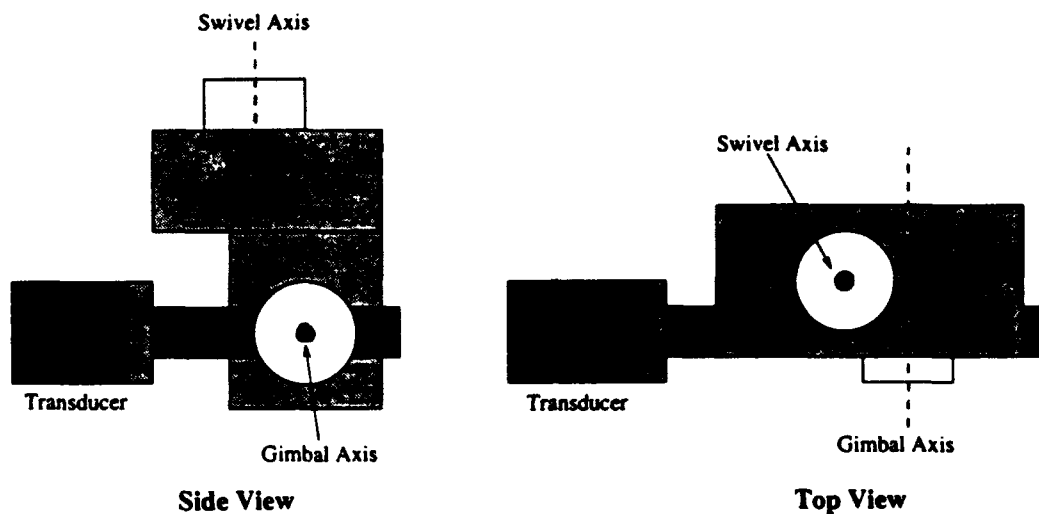 Swivel Axis
Transducer
Gimbal Axis
Side View
Swivel Axis
Transducer
Gimbal Axis
Top View